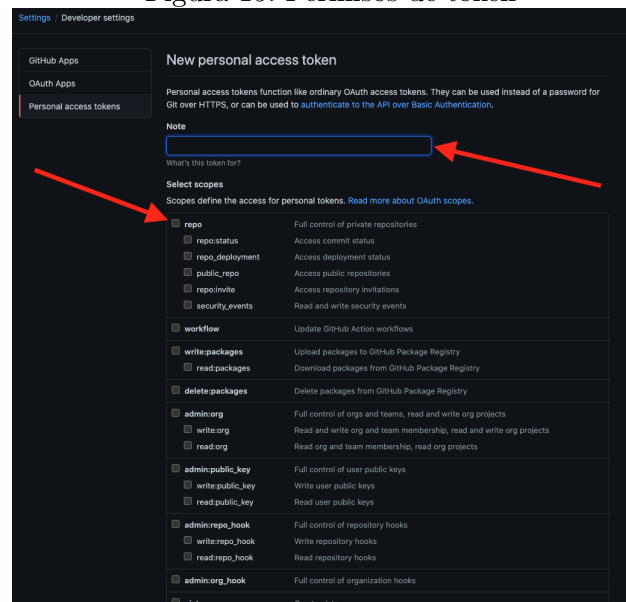 Settings / Developer settings
GitHub Apps
OAuth Apps
Personal access tokens
New personal access token
Personal access tokens function like ordinary OAuth access tokens. They can be used instead of a password for
Git over HTTPS, or can be used to authenticate to the API over Basic Authentication.
Note
What's this token for?
Select scopes
Scopes define the access for personal tokens. Read more about OAuth scopes.
repo Full control of private repositories
repo:status Access commit status
repo_deployment Access deployment status
public_repo Access public repositories
repo:invite Access repository invitations
security_events Read and write security events
workflow Update GitHub Action workflows
write:packages Upload packages to GitHub Package Registry
read:packages Download packages from GitHub Package Registry
delete:packages Delete packages from GitHub Package Registry
admin:org Full control of orgs and teams, read and write org projects
write:org Read and write org and team membership, read and write org projects
read:org Read org and team membership, read org projects
admin:public_key Full control of user public keys
write:public_key Write user public keys
read:public_key Read user public keys
admin:repo_hook Full control of repository hooks
write:repo_hook Write repository hooks
read:repo_hook Read repository hooks
admin:org_hook Full control of organization hooks